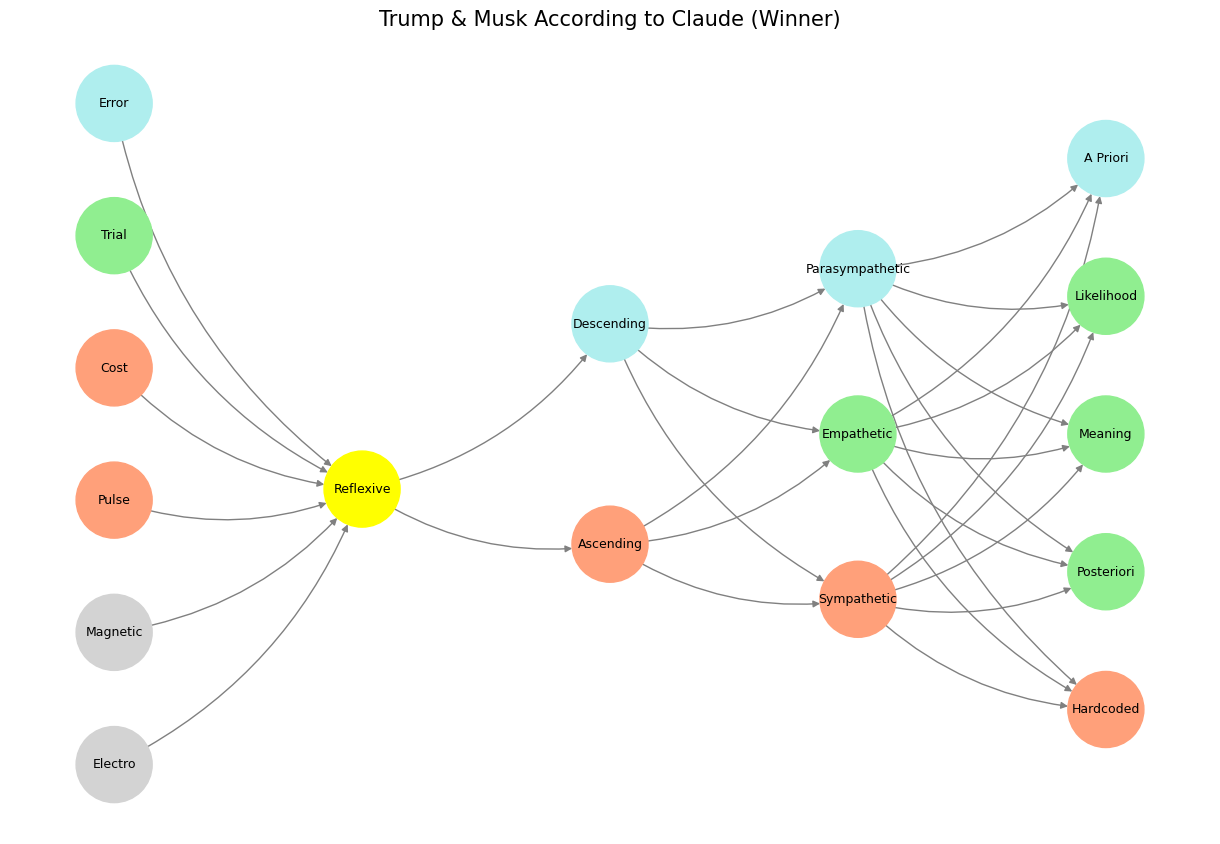 Trump & Musk According to Claude (Winner)
Error
Trial
Cost
Pulse
Magnetic
Electro
Reflexive
Descending
Ascending
Parasympathetic
Empathetic
Sympathetic
A Priori
Likelihood
Meaning
Posteriori
Hardcoded